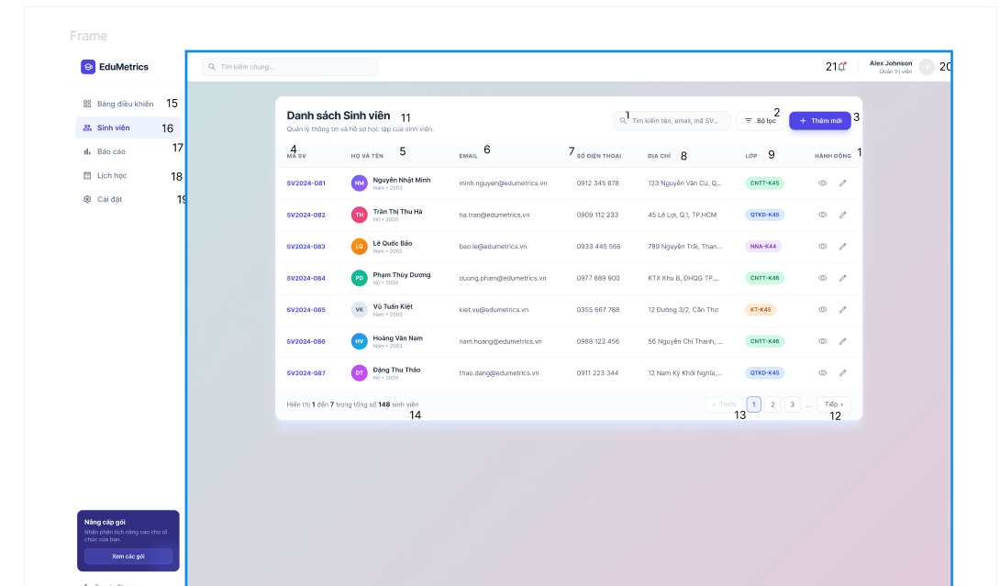 Frame
EduMetrics
Tìm kiếm chung...
21
Alex Johnson
Quản trị viên
20
Bảng điều khiển 15
Sinh viên 16
Báo cáo 17
Lịch học 18
Cài đặt 19
Danh sách Sinh viên 11
Quản lý thông tin và hồ sơ học tập của sinh viên.
1
Tìm kiếm tên, email, mã SV...
2
Bộ lọc
+ Thêm mới 3
4 5 6 7 8 9 1
MÃ SV HỌ VÀ TÊN EMAIL SỐ ĐIỆN THOẠI ĐỊA CHỈ LỚP HÀNH ĐỘNG
SV2024-081 NM Nguyễn Nhật Minh minh.nguyen@edumetrics.vn 0912 345 678 123 Nguyễn Văn Cừ, Q... CNTT-K45
Nam • 2003
SV2024-082 TH Trần Thị Thu Hà ha.tran@edumetrics.vn 0909 112 233 45 Lê Lợi, Q.1, TP.HCM QTKD-K45
Nữ • 2003
SV2024-083 LQ Lê Quốc Bảo bao.le@edumetrics.vn 0933 445 566 789 Nguyễn Trãi, Than... NNA-K44
Nam • 2002
SV2024-084 PD Phạm Thùy Dương duong.pham@edumetrics.vn 0977 889 900 KTX Khu B, ĐHQG TP.... CNTT-K46
Nữ • 2004
SV2024-085 VK Vũ Tuấn Kiệt kiet.vu@edumetrics.vn 0355 667 788 12 Đường 3/2, Cần Thơ KT-K45
Nam • 2003
SV2024-086 HV Hoàng Văn Nam nam.hoang@edumetrics.vn 0988 123 456 56 Nguyễn Chí Thanh, ... CNTT-K46
Nam • 2003
SV2024-087 DT Đặng Thu Thảo thao.dang@edumetrics.vn 0911 223 344 12 Nam Kỳ Khởi Nghĩa,... QTKD-K45
Nữ • 2004
Hiển thị 1 đến 7 trong tổng số 148 sinh viên
14
‹ Trước 1 2 3 ... Tiếp ›
13 12
Nâng cấp gói
Nhận phân tích nâng cao cho tổ
chức của bạn.
Xem các gói